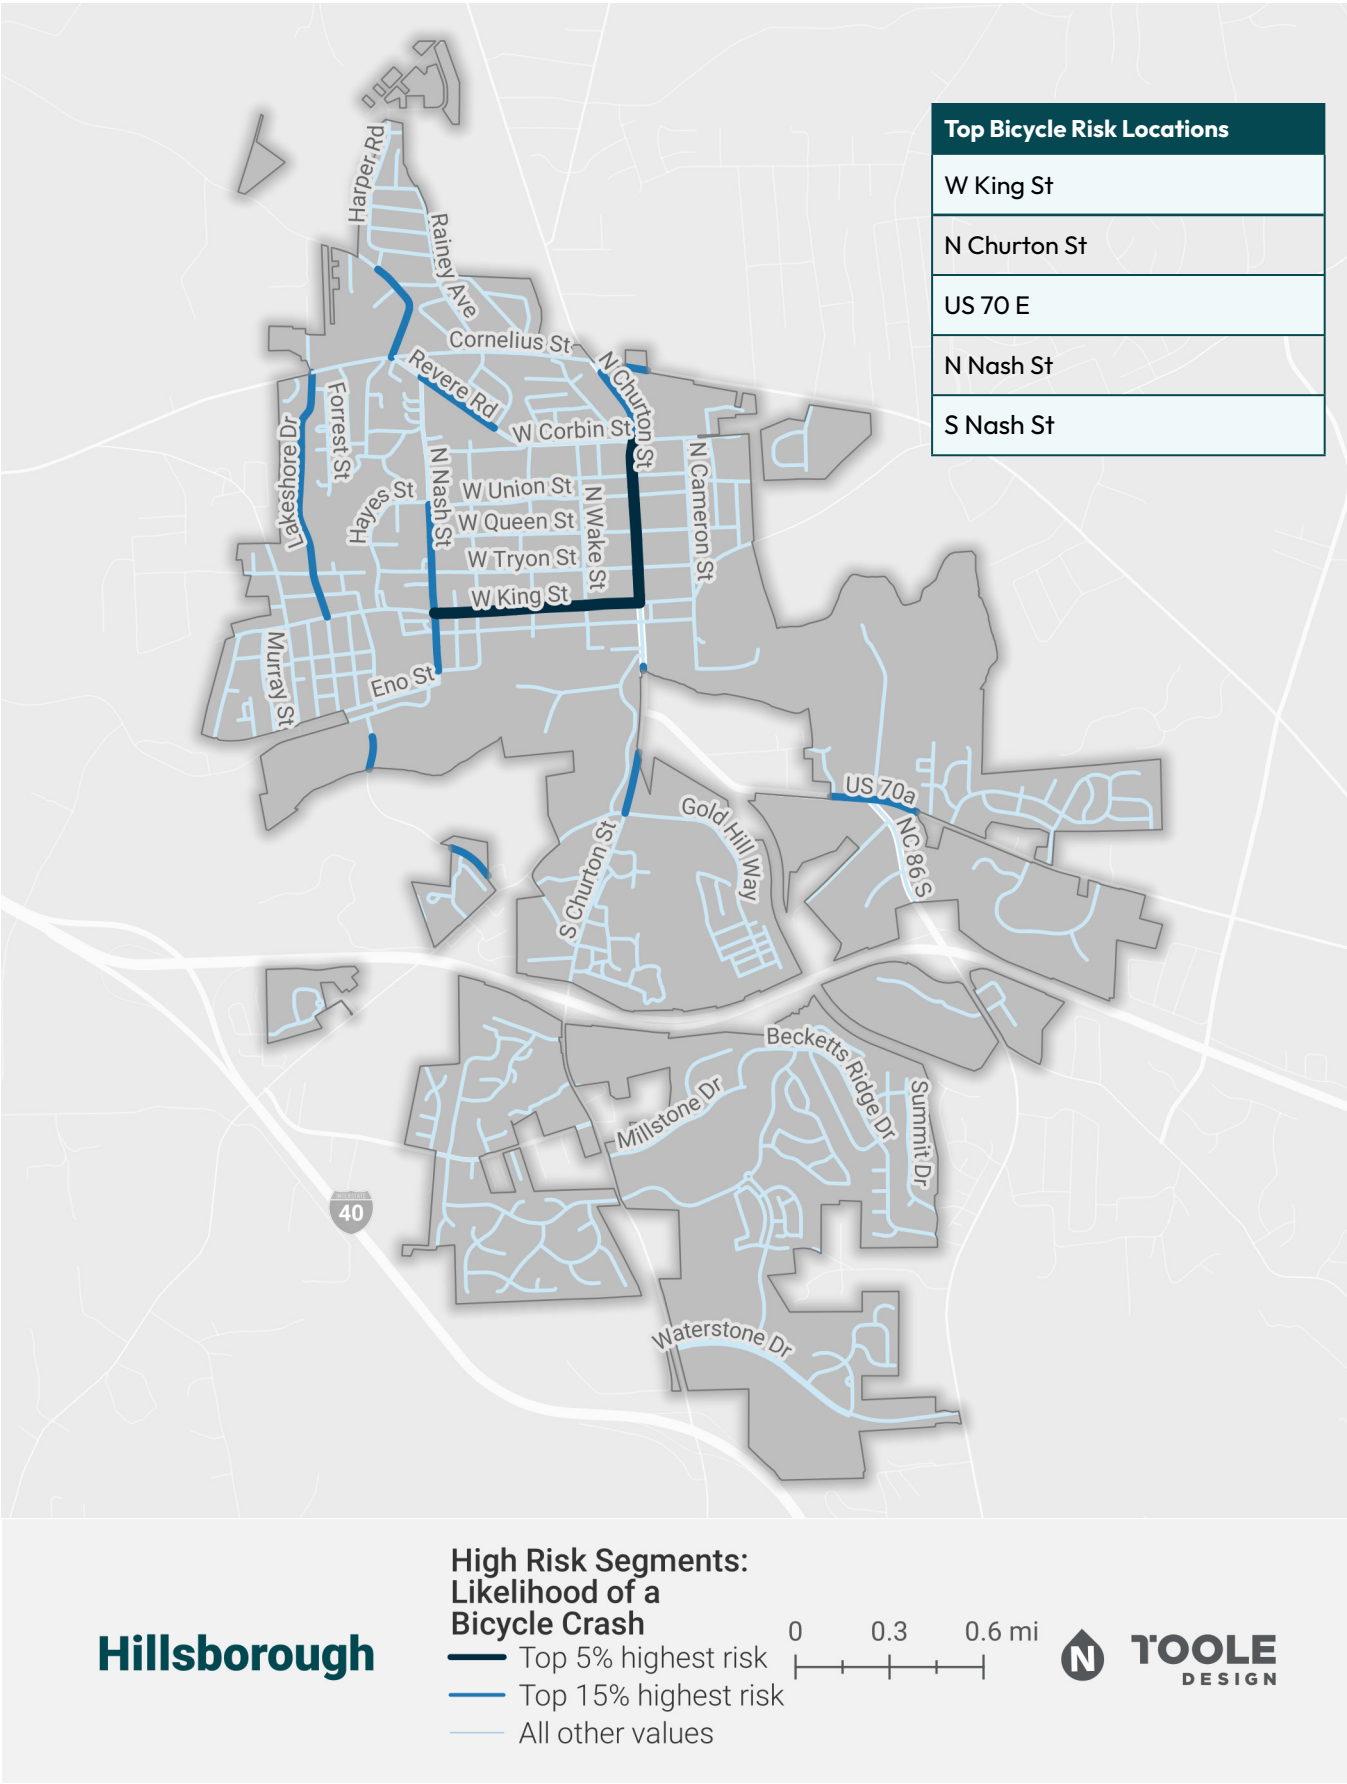 Top Bicycle Risk Locations
W King St
N Churton St
US 70 E
N Nash St
S Nash St
Harper Rd
Rainey Ave
Cornelius St
N Churton St
Revere Rd
Forrest St
Lakeshore Dr
W Corbin St
N Nash St
N Cameron St
Hayes St
W Union St
N Wake St
W Queen St
W Tryon St
W King St
Murray St
Eno St
US 70a
Gold Hill Way
NC 86 S
S Churton St
Becketts Ridge Dr
Millstone Dr
Summit Dr
INTERSTATE
40
Waterstone Dr
High Risk Segments:
Likelihood of a
Bicycle Crash
Top 5% highest risk
Top 15% highest risk
All other values
Hillsborough
0 0.3 0.6 mi
N
TOOLE
DESIGN